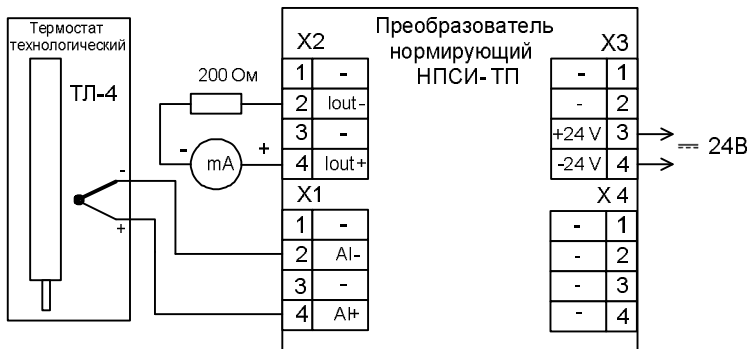 Термостат
технологический
ТЛ-4
-
+
200 Ом
-
mA
+
X2
1 -
2 Iout-
3 -
4 Iout+
X1
1 -
2 AI-
3 -
4 AI+
Преобразователь
нормирующий
НПСИ-ТП
X3
- 1
- 2
+24 V 3
-24 V 4
24В
X 4
- 1
- 2
- 3
- 4